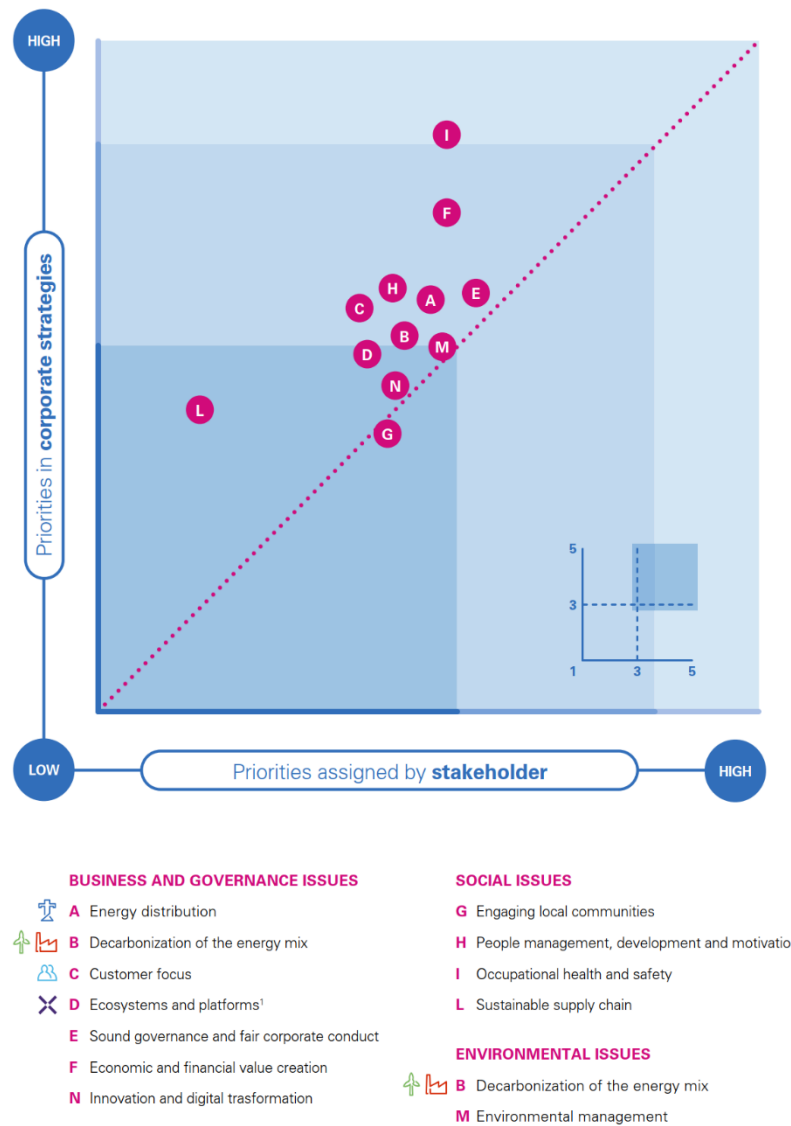 HIGH
I
F
H
A
E
C
B
M
D
N
L
G
Priorities in corporate strategies
5
3
1
3
5
LOW
Priorities assigned by stakeholder
HIGH
BUSINESS AND GOVERNANCE ISSUES
A Energy distribution
B Decarbonization of the energy mix
C Customer focus
D Ecosystems and platforms¹
E Sound governance and fair corporate conduct
F Economic and financial value creation
N Innovation and digital trasformation
SOCIAL ISSUES
G Engaging local communities
H People management, development and motivatio
I Occupational health and safety
L Sustainable supply chain
ENVIRONMENTAL ISSUES
B Decarbonization of the energy mix
M Environmental management